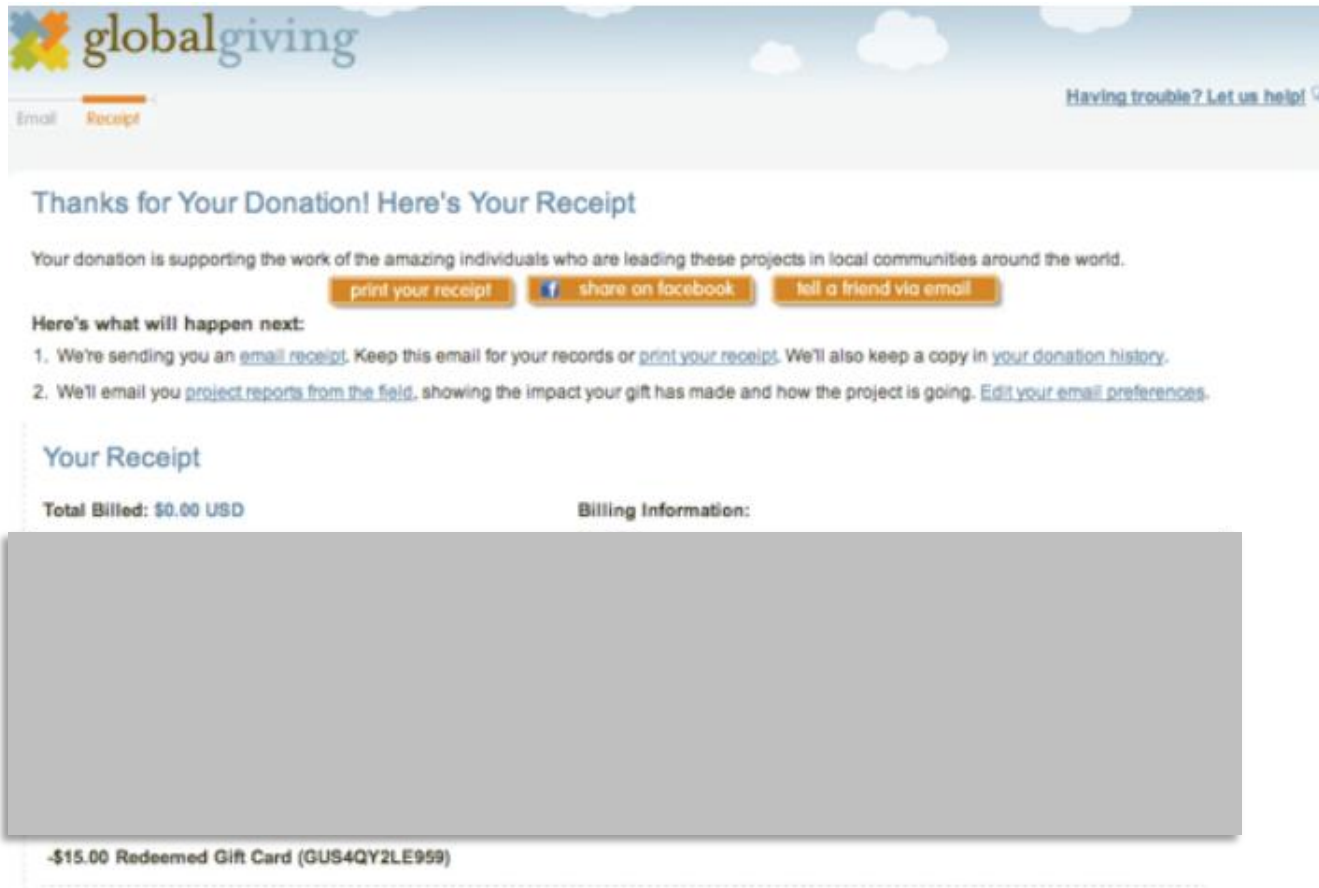 globalgiving
Having trouble? Let us help!
Email Receipt
Thanks for Your Donation! Here's Your Receipt
Your donation is supporting the work of the amazing individuals who are leading these projects in local communities around the world.
print your receipt share on facebook tell a friend via email
Here's what will happen next:
1. We're sending you an email receipt. Keep this email for your records or print your receipt. We'll also keep a copy in your donation history.
2. We'll email you project reports from the field, showing the impact your gift has made and how the project is going. Edit your email preferences.
Your Receipt
Total Billed: $0.00 USD Billing Information:
-$15.00 Redeemed Gift Card (GUS4QY2LE959)